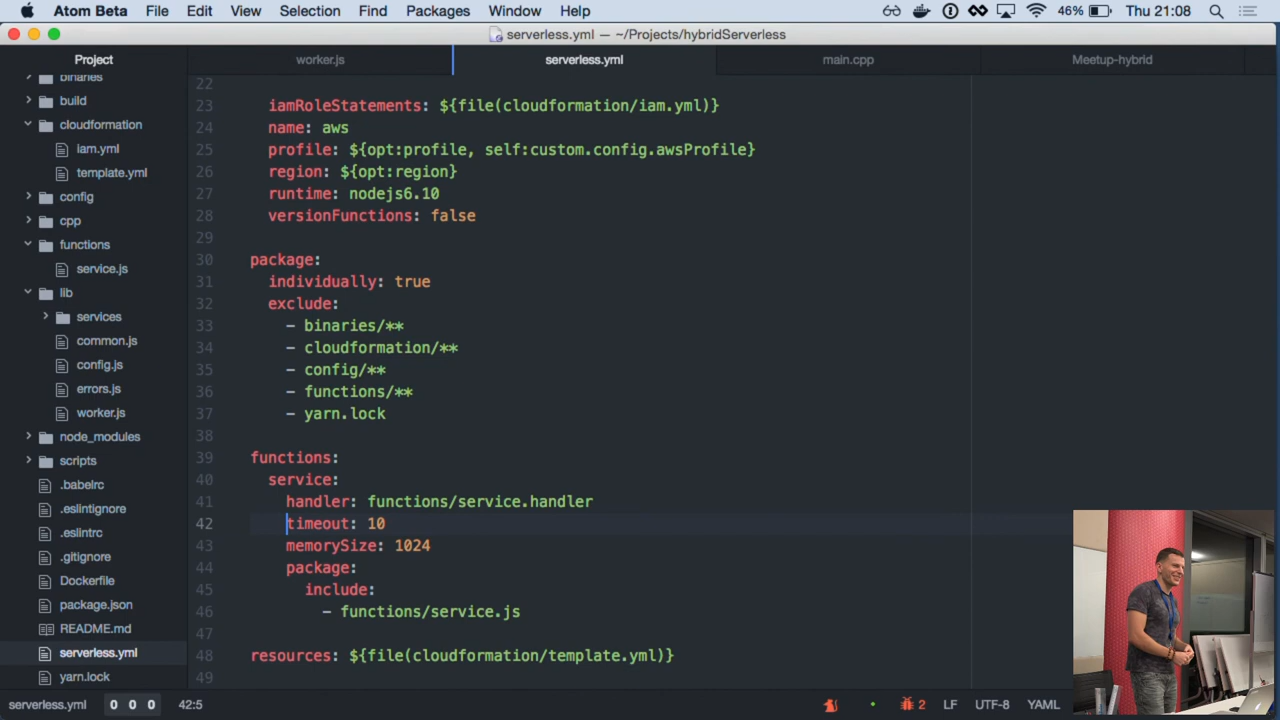 Atom Beta File Edit View Selection Find Packages Window Help 46% Thu 21:08
serverless.yml — ~/Projects/hybridServerless
Project
worker.js
serverless.yml
main.cpp
Meetup-hybrid
binaries
build
cloudformation
iam.yml
template.yml
config
cpp
functions
service.js
lib
services
common.js
config.js
errors.js
worker.js
node_modules
scripts
.babelrc
.eslintignore
.eslintrc
.gitignore
Dockerfile
package.json
README.md
serverless.yml
yarn.lock
22
23 iamRoleStatements: ${file(cloudformation/iam.yml)}
24 name: aws
25 profile: ${opt:profile, self:custom.config.awsProfile}
26 region: ${opt:region}
27 runtime: nodejs6.10
28 versionFunctions: false
29
30 package:
31 individually: true
32 exclude:
33 - binaries/**
34 - cloudformation/**
35 - config/**
36 - functions/**
37 - yarn.lock
38
39 functions:
40 service:
41 handler: functions/service.handler
42 timeout: 10
43 memorySize: 1024
44 package:
45 include:
46 - functions/service.js
47
48 resources: ${file(cloudformation/template.yml)}
49
serverless.yml 0 0 0 42:5 2 LF UTF-8 YAML